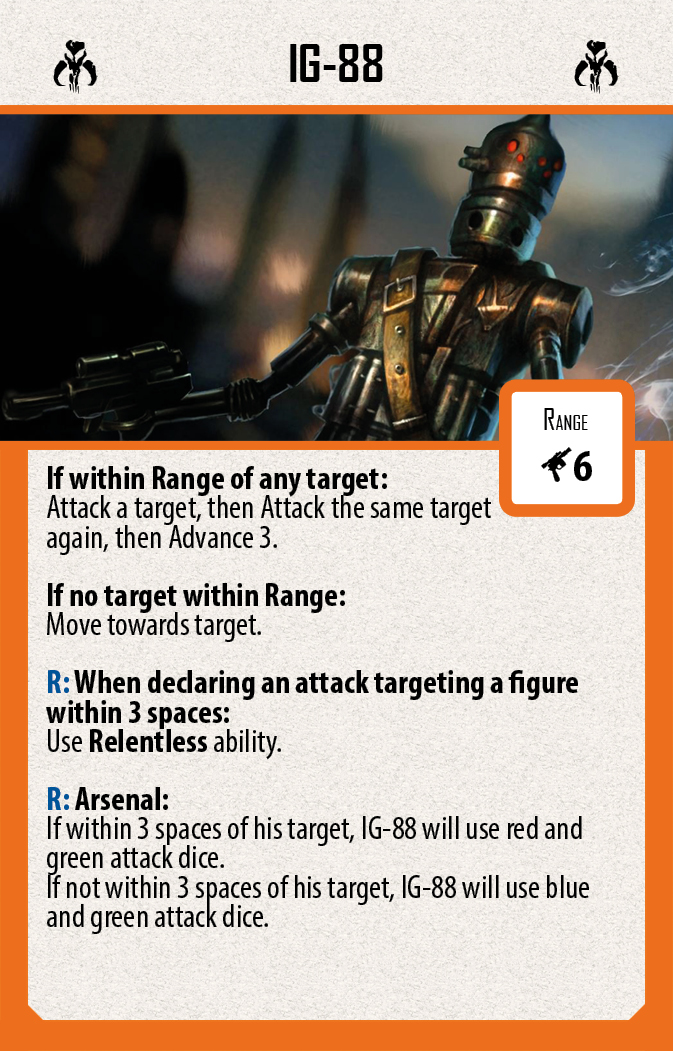 IG-88
RANGE
6
If within Range of any target:
Attack a target, then Attack the same target
again, then Advance 3.
If no target within Range:
Move towards target.
R: When declaring an attack targeting a figure
within 3 spaces:
Use Relentless ability.
R: Arsenal:
If within 3 spaces of his target, IG-88 will use red and
green attack dice.
If not within 3 spaces of his target, IG-88 will use blue
and green attack dice.